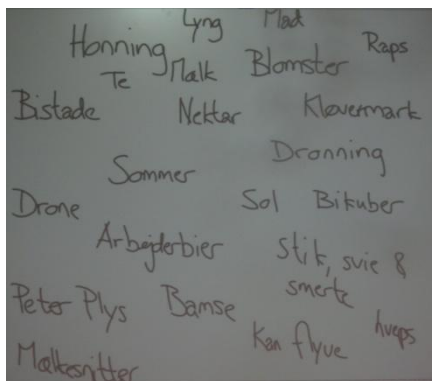 Lyng Mad
Honning Mælk Blomster Raps
Te
Bistade Nektar Kløvermark
Sommer Dronning
Drone Sol Bikuber
Arbejderbier Stik, svie &
smerte
Peter Plys Bamse
Kan flyve hveps
Mælkesnitter